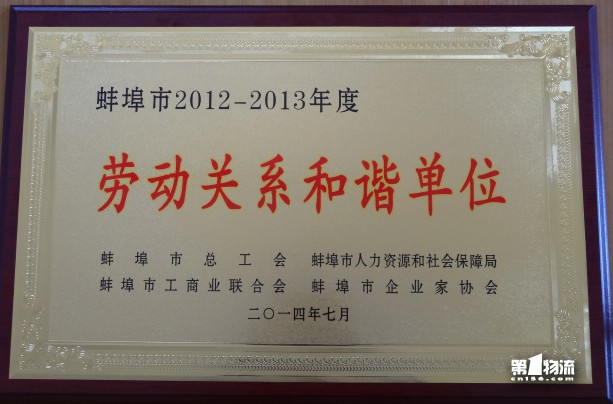 蚌埠市2012-2013年度
劳动关系和谐单位
蚌埠市总工会 蚌埠市人力资源和社会保障局
蚌埠市工商业联合会 蚌埠市企业家协会
二〇一四年七月
第1物流
cn156.com